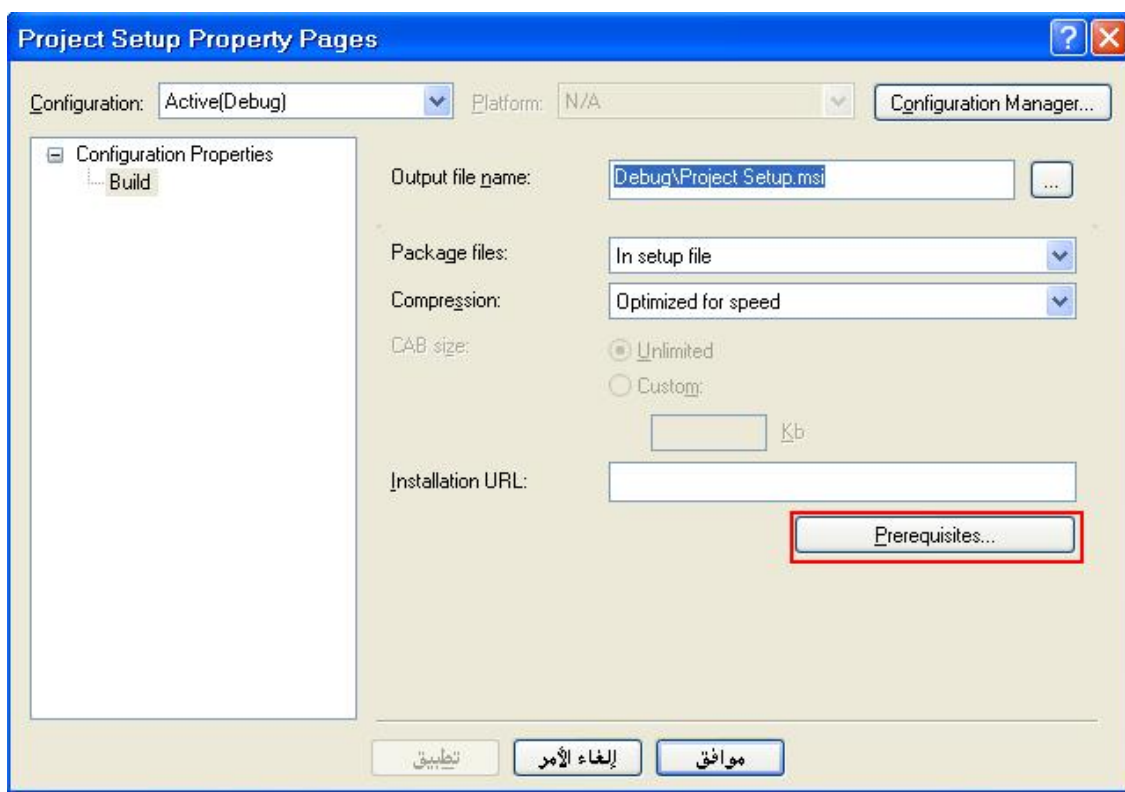 Project Setup Property Pages
Configuration: Active(Debug) Platform: N/A Configuration Manager...
Configuration Properties
Build
Output file name: Debug\Project Setup.msi ...
Package files: In setup file
Compression: Optimized for speed
CAB size: Unlimited
Custom:
Kb
Installation URL:
Prerequisites...
تطبيق إلغاء الأمر موافق